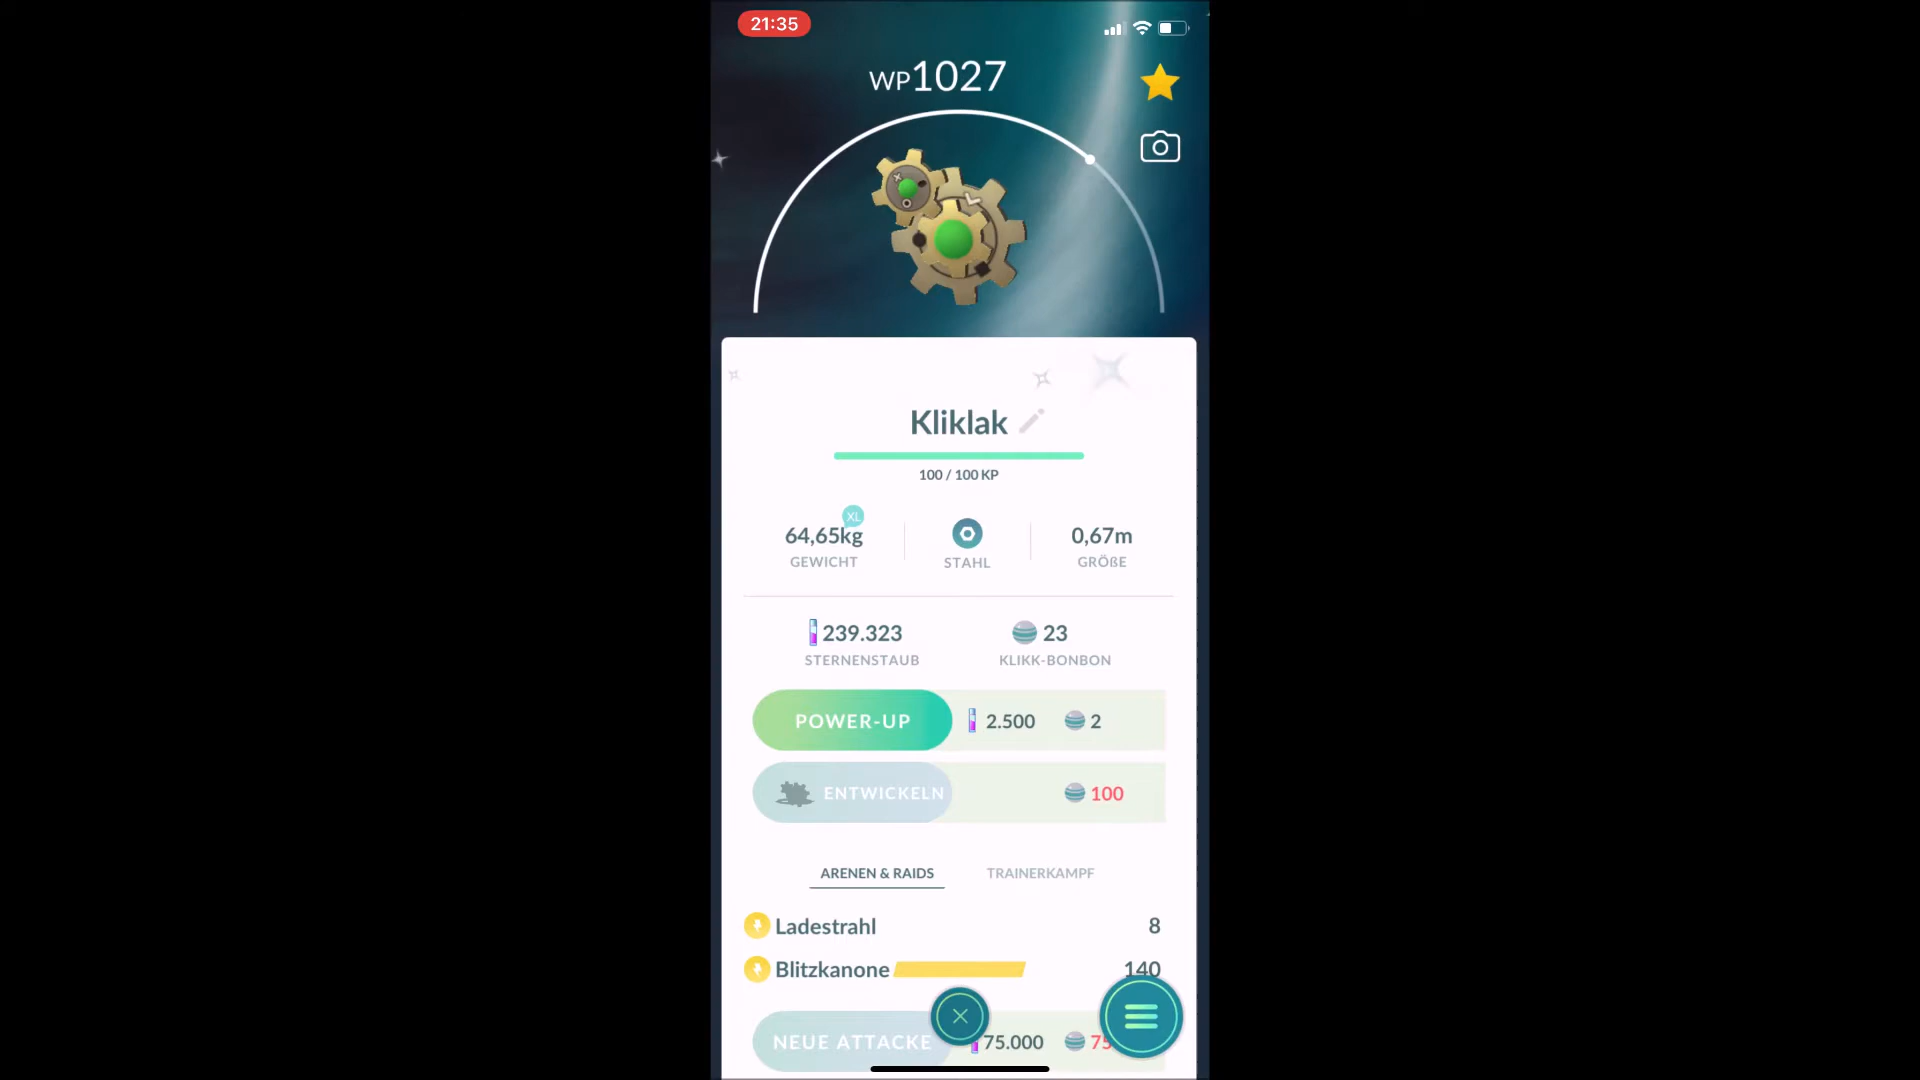 21:35
WP1027
Kliklak
100 / 100 KP
XL
64,65kg
GEWICHT
STAHL
0,67m
GRÖßE
239.323
STERNENSTAUB
23
KLIKK-BONBON
POWER-UP 2.500 2
ENTWICKELN 100
ARENEN & RAIDS TRAINERKAMPF
Ladestrahl 8
Blitzkanone 140
NEUE ATTACKE 75.000 75